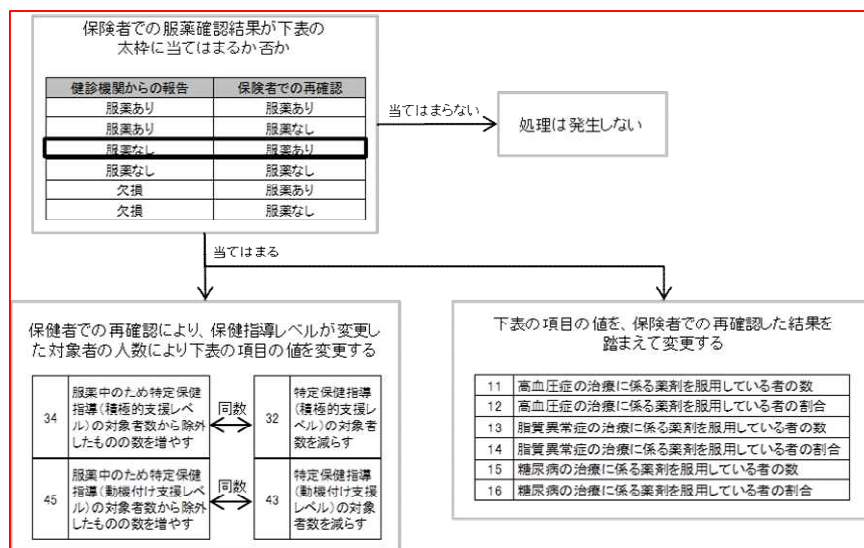 保険者での服薬確認結果が下表の
太枠に当てはまるか否か
健診機関からの報告 保険者での再確認
服薬あり 服薬あり
服薬あり 服薬なし
服薬なし 服薬あり
服薬なし 服薬なし
欠損 服薬あり
欠損 服薬なし
当てはまらない
処理は発生しない
当てはまる
保健者での再確認により、保健指導レベルが変更し
た対象者の人数により下表の項目の値を変更する
34
服薬中のため特定保健
指導(積極的支援レベ
ル)の対象者数から除外
したものの数を増やす
同数
32
特定保健指導
(積極的支援レ
ベル)の対象者
数を減らす
45
服薬中のため特定保健
指導(動機付け支援レベ
ル)の対象者数から除外
したものの数を増やす
同数
43
特定保健指導
(動機付け支援
レベル)の対象
者数を減らす
下表の項目の値を、保険者での再確認した結果を
踏まえて変更する
11 高血圧症の治療に係る薬剤を服用している者の数
12 高血圧症の治療に係る薬剤を服用している者の割合
13 脂質異常症の治療に係る薬剤を服用している者の数
14 脂質異常症の治療に係る薬剤を服用している者の割合
15 糖尿病の治療に係る薬剤を服用している者の数
16 糖尿病の治療に係る薬剤を服用している者の割合